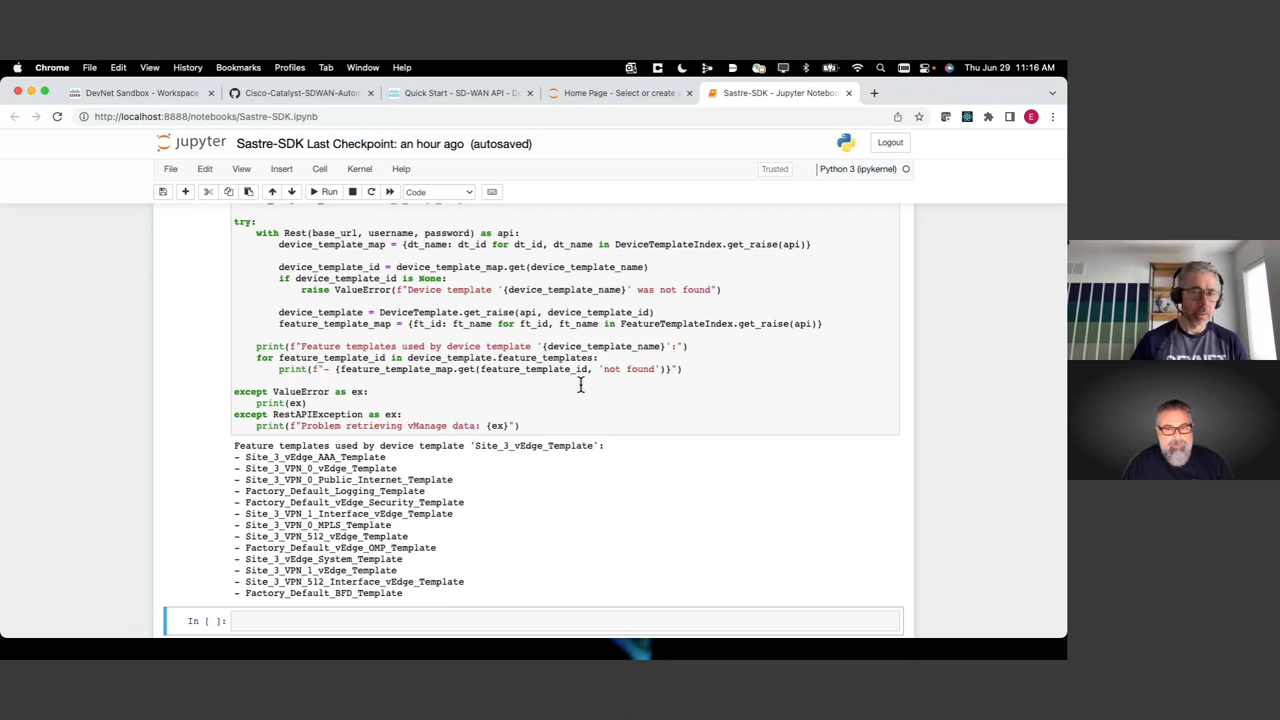 Chrome File Edit View History Bookmarks Profiles Tab Window Help Thu Jun 29 11:16 AM
DevNet Sandbox - Workspace Cisco-Catalyst-SDWAN-Auto Quick Start - SD-WAN API - D Home Page - Select or create Sastre-SDK - Jupyter Notebo
http://localhost:8888/notebooks/Sastre-SDK.ipynb E
jupyter Sastre-SDK Last Checkpoint: an hour ago (autosaved) Logout
File Edit View Insert Cell Kernel Help Trusted Python 3 (ipykernel)
Run Code
try:
with Rest(base_url, username, password) as api:
device_template_map = {dt_name: dt_id for dt_id, dt_name in DeviceTemplateIndex.get_raise(api)}
device_template_id = device_template_map.get(device_template_name)
if device_template_id is None:
raise ValueError(f"Device template '{device_template_name}' was not found")
device_template = DeviceTemplate.get_raise(api, device_template_id)
feature_template_map = {ft_id: ft_name for ft_id, ft_name in FeatureTemplateIndex.get_raise(api)}
print(f"Feature templates used by device template '{device_template_name}':")
for feature_template_id in device_template.feature_templates:
print(f"- {feature_template_map.get(feature_template_id, 'not found')}")
except ValueError as ex:
print(ex)
except RestAPIException as ex:
print(f"Problem retrieving vManage data: {ex}")
Feature templates used by device template 'Site_3_vEdge_Template':
- Site_3_vEdge_AAA_Template
- Site_3_VPN_0_vEdge_Template
- Site_3_VPN_0_Public_Internet_Template
- Factory_Default_Logging_Template
- Factory_Default_vEdge_Security_Template
- Site_3_VPN_1_Interface_vEdge_Template
- Site_3_VPN_0_MPLS_Template
- Site_3_VPN_512_vEdge_Template
- Factory_Default_vEdge_OMP_Template
- Site_3_vEdge_System_Template
- Site_3_VPN_1_vEdge_Template
- Site_3_VPN_512_Interface_vEdge_Template
- Factory_Default_BFD_Template
In [ ]: